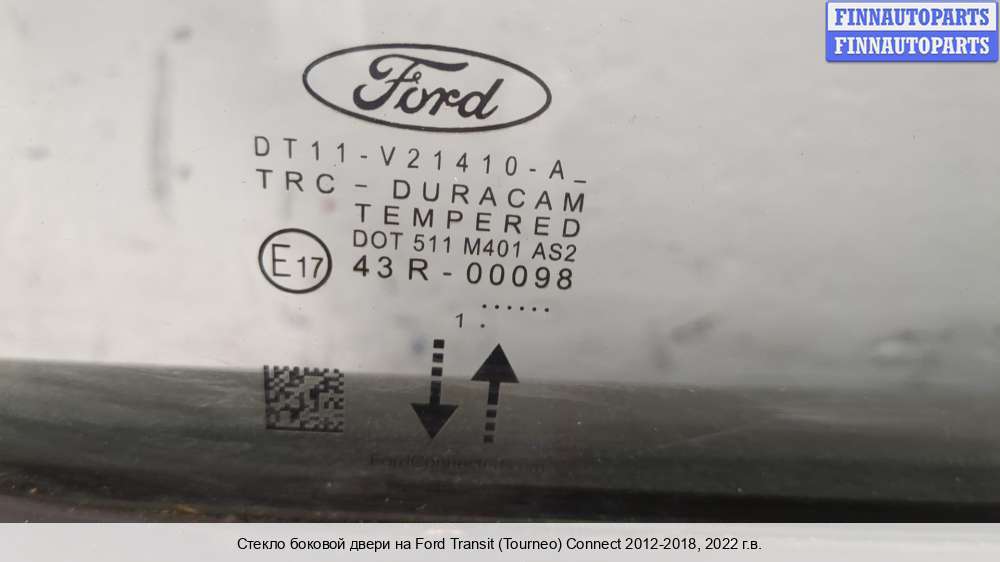 FINNAUTOPARTS
FINNAUTOPARTS
Ford
DT11-V21410-A_
TRC - DURACAM
TEMPERED
DOT 511 M401 AS2
E17
43R-00098
......
1 .
Стекло боковой двери на Ford Transit (Tourneo) Connect 2012-2018, 2022 г.в.